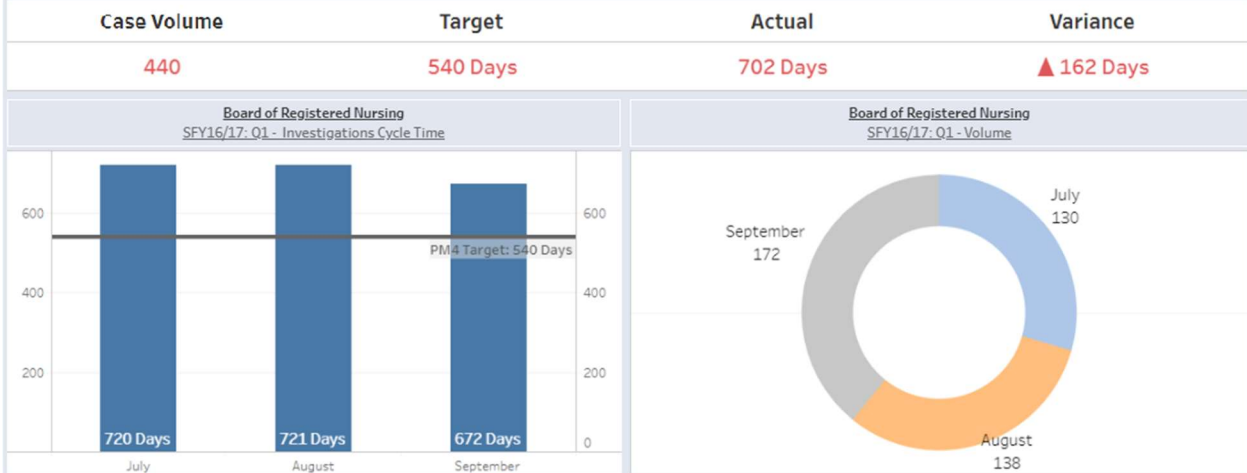 Case Volume Target Actual Variance
440 540 Days 702 Days ▲ 162 Days
Board of Registered Nursing
SFY16/17: Q1 - Investigations Cycle Time
600
400
200
600
400
200
0
PM4 Target: 540 Days
720 Days 721 Days 672 Days
July August September
Board of Registered Nursing
SFY16/17: Q1 - Volume
July
130
September
172
August
138